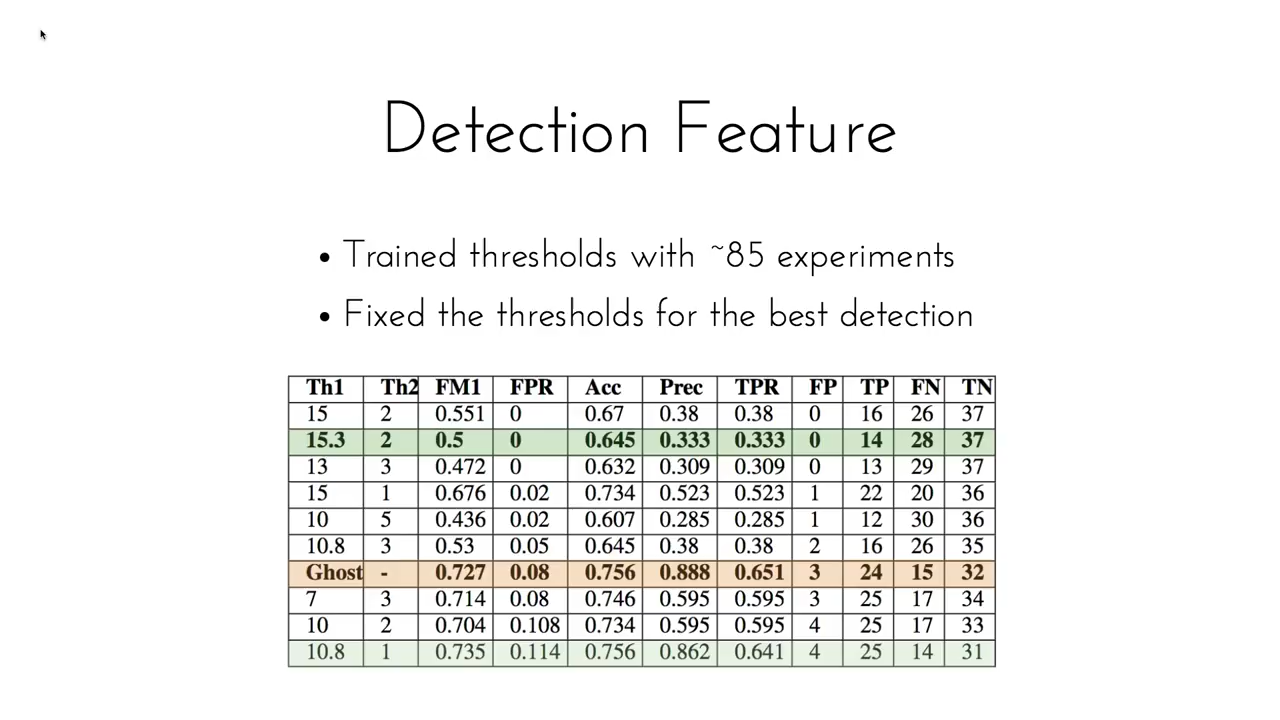 Detection Feature
• Trained thresholds with ~85 experiments
• Fixed the thresholds for the best detection
Th1 Th2 FM1 FPR Acc Prec TPR FP TP FN TN
15 2 0.551 0 0.67 0.38 0.38 0 16 26 37
15.3 2 0.5 0 0.645 0.333 0.333 0 14 28 37
13 3 0.472 0 0.632 0.309 0.309 0 13 29 37
15 1 0.676 0.02 0.734 0.523 0.523 1 22 20 36
10 5 0.436 0.02 0.607 0.285 0.285 1 12 30 36
10.8 3 0.53 0.05 0.645 0.38 0.38 2 16 26 35
Ghost - 0.727 0.08 0.756 0.888 0.651 3 24 15 32
7 3 0.714 0.08 0.746 0.595 0.595 3 25 17 34
10 2 0.704 0.108 0.734 0.595 0.595 4 25 17 33
10.8 1 0.735 0.114 0.756 0.862 0.641 4 25 14 31